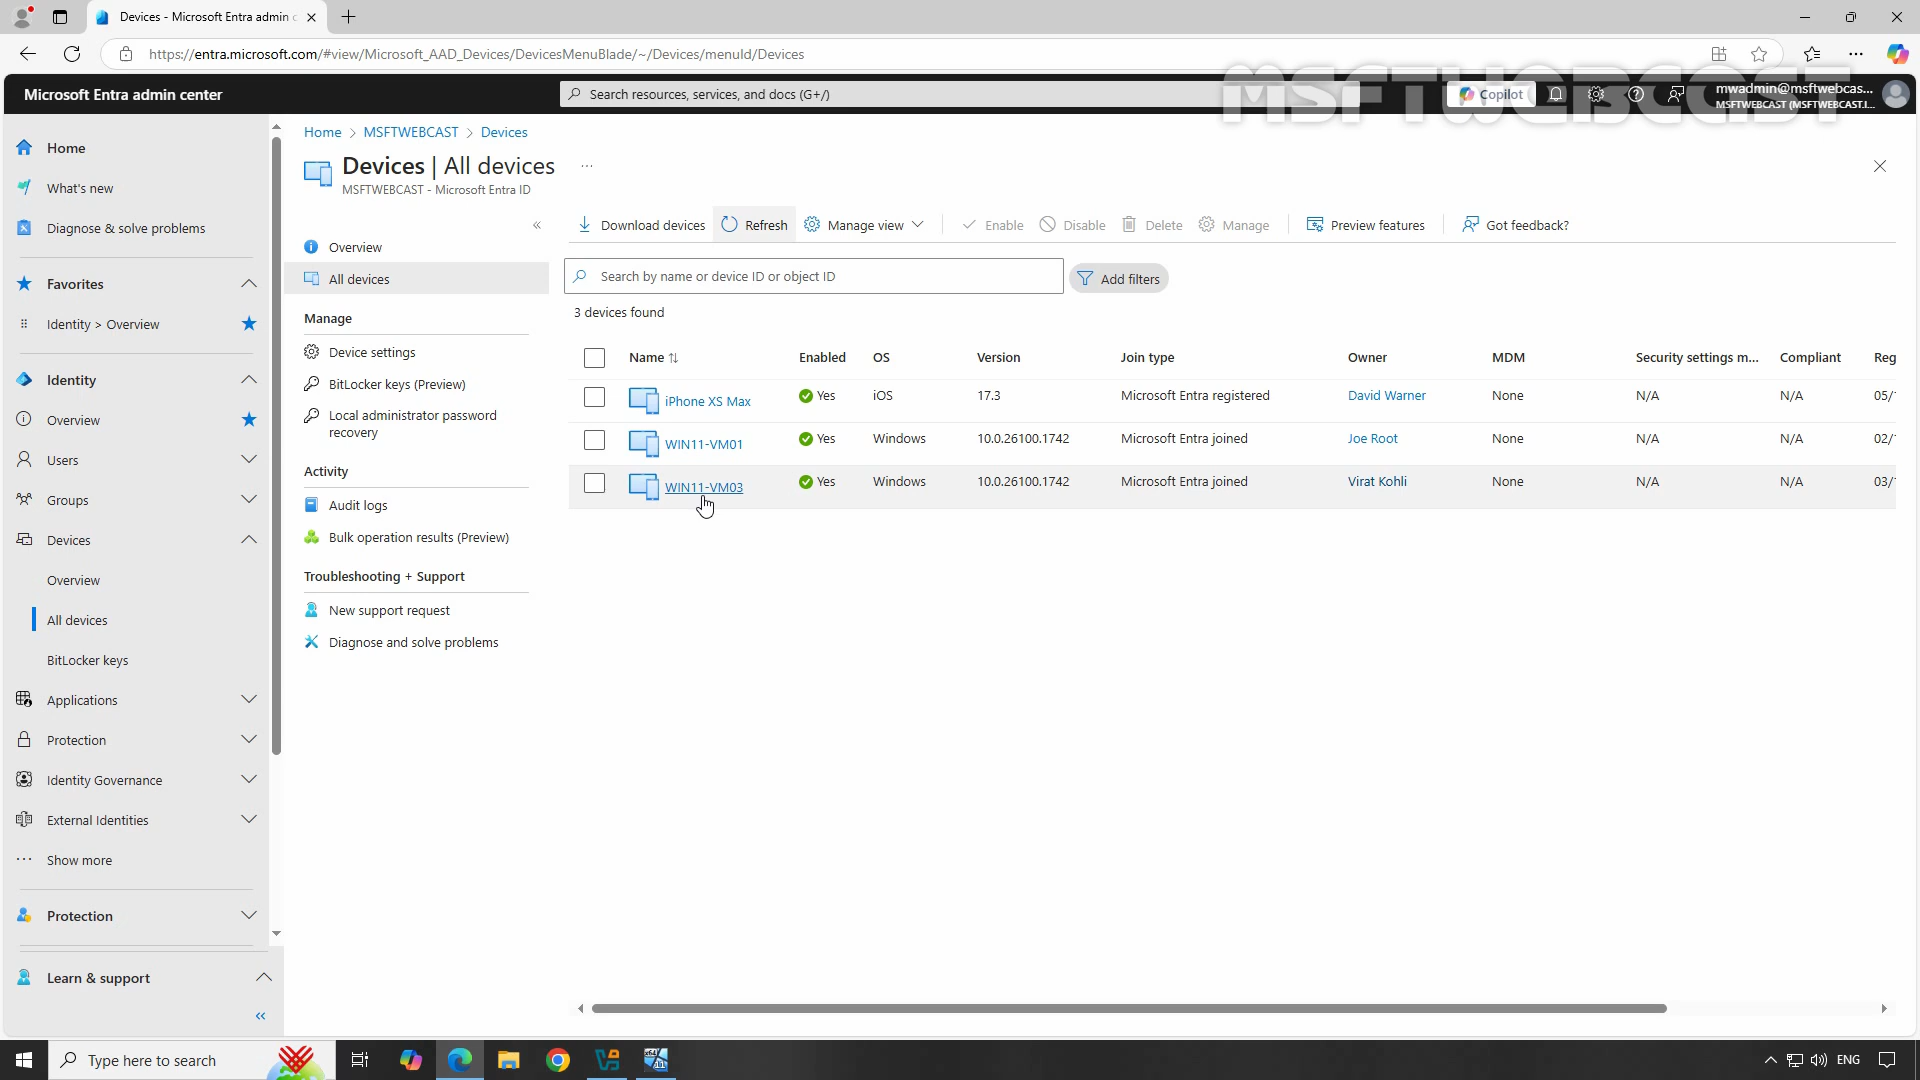 Devices - Microsoft Entra admin c
https://entra.microsoft.com/#view/Microsoft_AAD_Devices/DevicesMenuBlade/~/Devices/menuId/Devices
MSFTWEBCAST
Microsoft Entra admin center
Search resources, services, and docs (G+/)
Copilot
mwadmin@msftwebcas...
MSFTWEBCAST (MSFTWEBCAST.I...
Home
What's new
Diagnose & solve problems
Favorites
Identity > Overview
Identity
Overview
Users
Groups
Devices
Overview
All devices
BitLocker keys
Applications
Protection
Identity Governance
External Identities
Show more
Protection
Learn & support
Home > MSFTWEBCAST > Devices
Devices | All devices
MSFTWEBCAST - Microsoft Entra ID
Overview
All devices
Manage
Device settings
BitLocker keys (Preview)
Local administrator password
recovery
Activity
Audit logs
Bulk operation results (Preview)
Troubleshooting + Support
New support request
Diagnose and solve problems
Download devices Refresh Manage view Enable Disable Delete Manage Preview features Got feedback?
Search by name or device ID or object ID
Add filters
3 devices found
Name Enabled OS Version Join type Owner MDM Security settings m... Compliant Reg
iPhone XS Max Yes iOS 17.3 Microsoft Entra registered David Warner None N/A N/A 05/
WIN11-VM01 Yes Windows 10.0.26100.1742 Microsoft Entra joined Joe Root None N/A N/A 02/
WIN11-VM03 Yes Windows 10.0.26100.1742 Microsoft Entra joined Virat Kohli None N/A N/A 03/
Type here to search
ENG